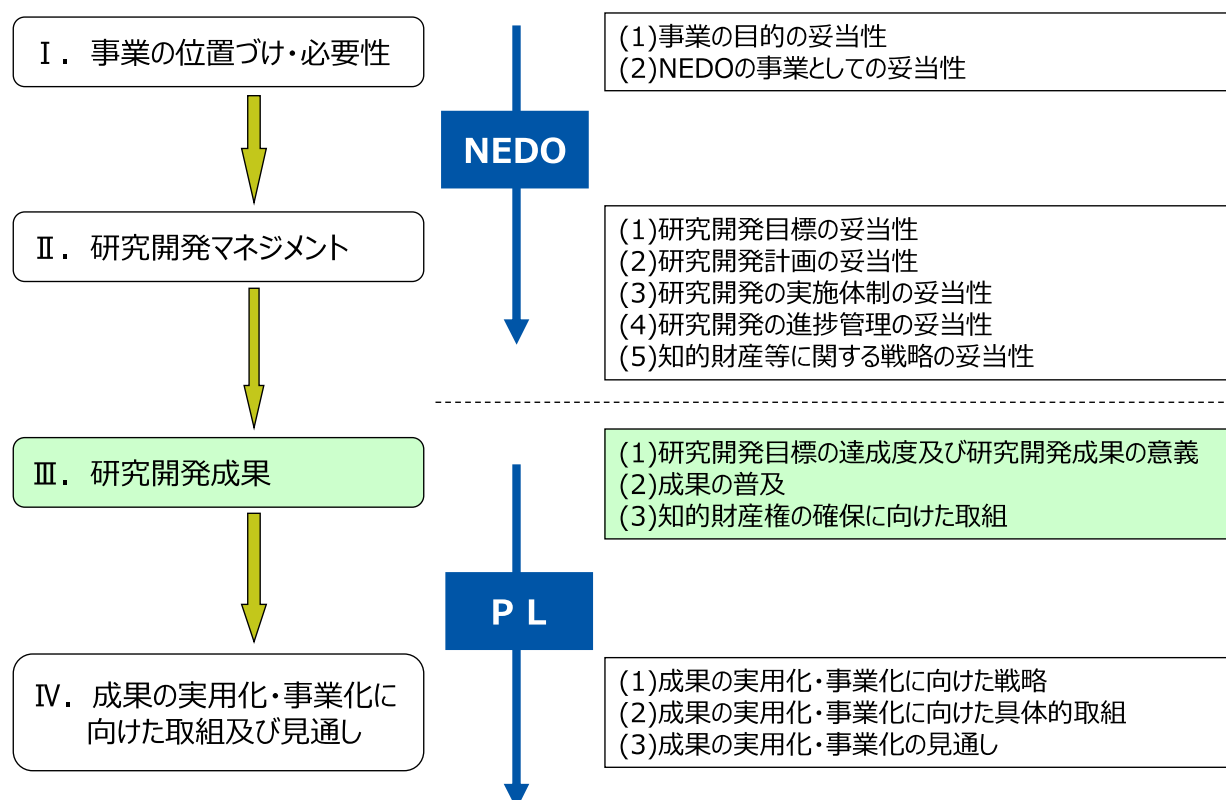 Ⅰ．事業の位置づけ・必要性
(1)事業の目的の妥当性
(2)NEDOの事業としての妥当性
NEDO
Ⅱ．研究開発マネジメント
(1)研究開発目標の妥当性
(2)研究開発計画の妥当性
(3)研究開発の実施体制の妥当性
(4)研究開発の進捗管理の妥当性
(5)知的財産等に関する戦略の妥当性
Ⅲ．研究開発成果
(1)研究開発目標の達成度及び研究開発成果の意義
(2)成果の普及
(3)知的財産権の確保に向けた取組
P L
Ⅳ．成果の実用化・事業化に
向けた取組及び見通し
(1)成果の実用化・事業化に向けた戦略
(2)成果の実用化・事業化に向けた具体的取組
(3)成果の実用化・事業化の見通し